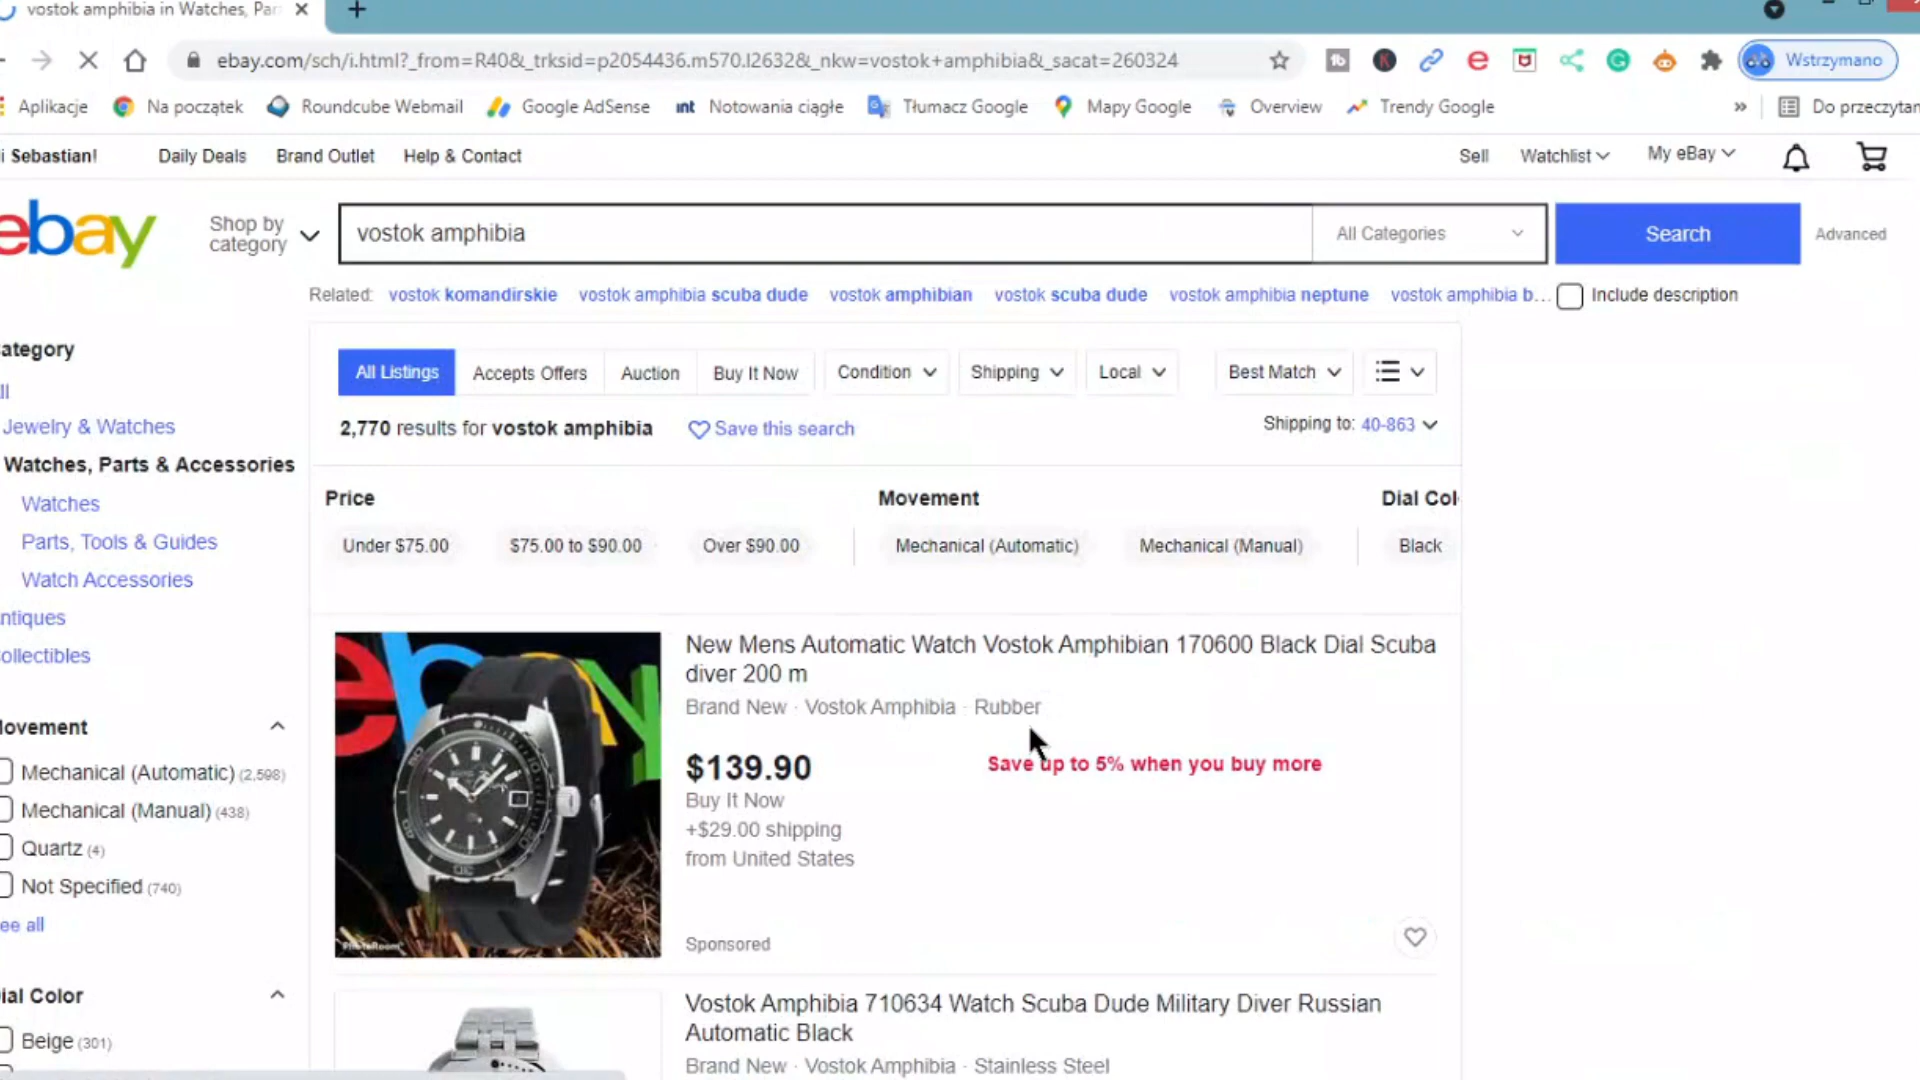 vostok amphibia in Watches, Par
ebay.com/sch/i.html?_from=R40&_trksid=p2054436.m570.l2632&_nkw=vostok+amphibia&_sacat=260324
Wstrzymano
Aplikacje Na początek Roundcube Webmail Google AdSense int Notowania ciągłe Tłumacz Google Mapy Google Overview Trendy Google » Do przeczytan
i Sebastian! Daily Deals Brand Outlet Help & Contact Sell Watchlist My eBay
ebay
Shop by
category
vostok amphibia
All Categories
Search
Advanced
Related: vostok komandirskie vostok amphibia scuba dude vostok amphibian vostok scuba dude vostok amphibia neptune vostok amphibia b... Include description
ategory
ll
Jewelry & Watches
Watches, Parts & Accessories
Watches
Parts, Tools & Guides
Watch Accessories
ntiques
ollectibles
ovement
Mechanical (Automatic) (2,598)
Mechanical (Manual) (438)
Quartz (4)
Not Specified (740)
ee all
ial Color
Beige (301)
All Listings Accepts Offers Auction Buy It Now Condition Shipping Local Best Match
2,770 results for vostok amphibia Save this search Shipping to: 40-863
Price Movement Dial Col
Under $75.00 $75.00 to $90.00 Over $90.00 Mechanical (Automatic) Mechanical (Manual) Black
ebay
PhotoRoom
New Mens Automatic Watch Vostok Amphibian 170600 Black Dial Scuba
diver 200 m
Brand New · Vostok Amphibia · Rubber
$139.90
Save up to 5% when you buy more
Buy It Now
+$29.00 shipping
from United States
Sponsored
Vostok Amphibia 710634 Watch Scuba Dude Military Diver Russian
Automatic Black
Brand New · Vostok Amphibia · Stainless Steel